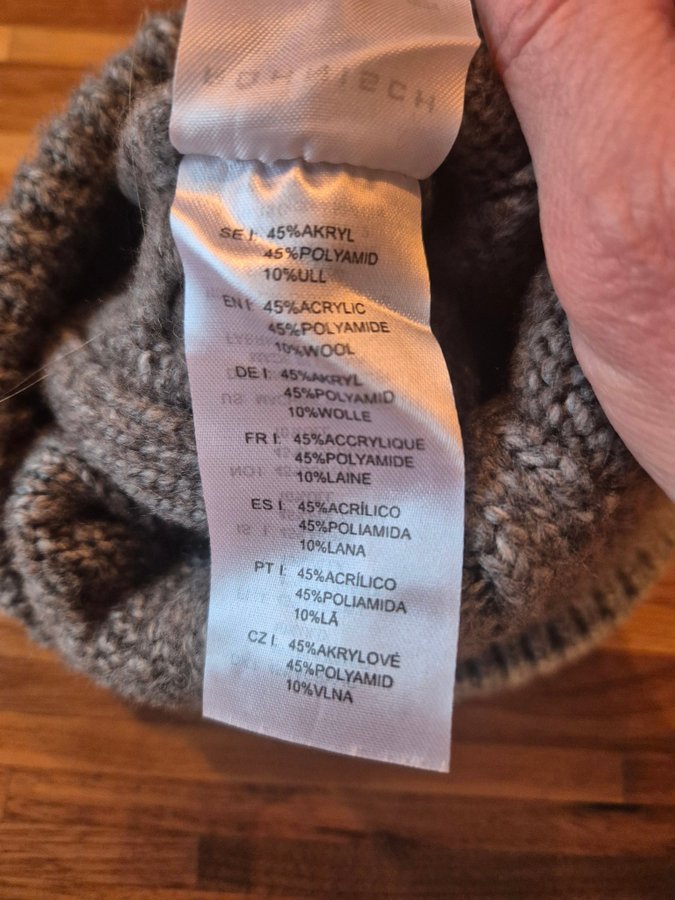 RÖHNISCH
SE I: 45%AKRYL
45%POLYAMID
10%ULL
EN I: 45%ACRYLIC
45%POLYAMIDE
10%WOOL
DE I: 45%AKRYL
45%POLYAMID
10%WOLLE
FR I: 45%ACCRYLIQUE
45%POLYAMIDE
10%LAINE
ES I: 45%ACRÍLICO
45%POLIAMIDA
10%LANA
PT I: 45%ACRÍLICO
45%POLIAMIDA
10%LÃ
CZ I: 45%AKRYLOVÉ
45%POLYAMID
10%VLNA